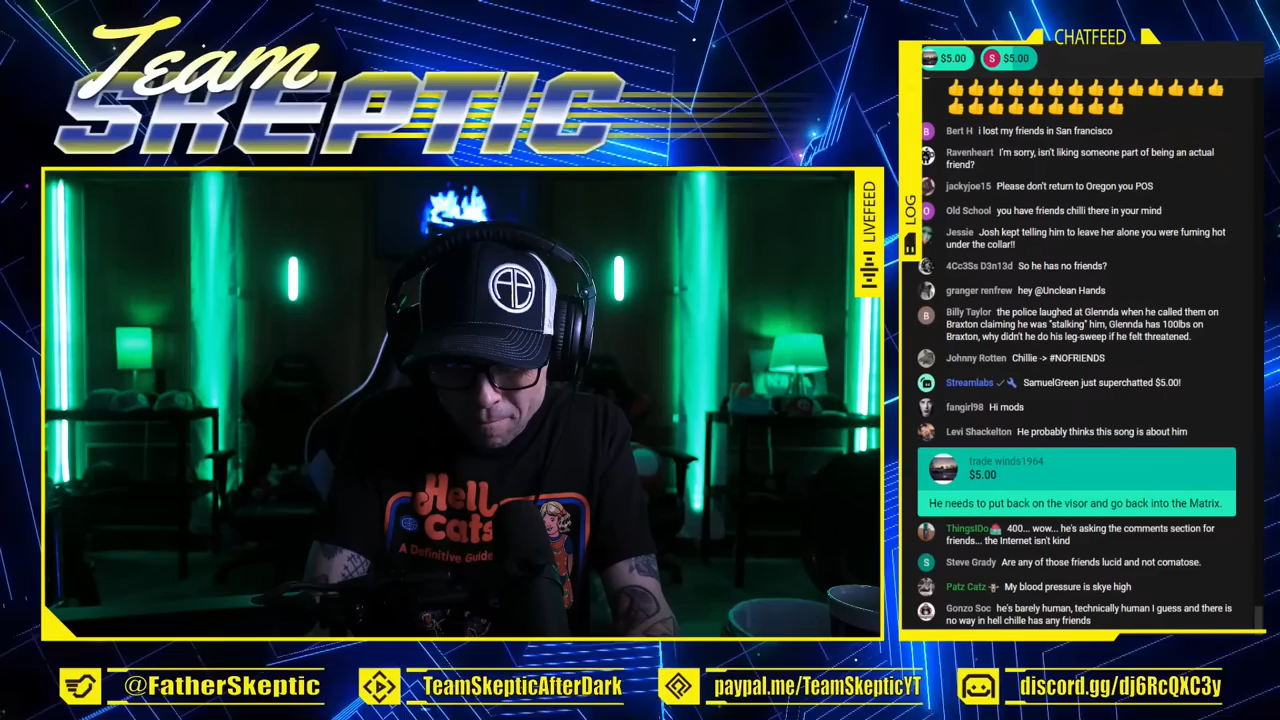 Team
SKEPTIC
CHATFEED
$5.00
S $5.00
B Bert H i lost my friends in San francisco
Ravenheart I'm sorry, isn't liking someone part of being an actual
friend?
jackyjoe15 Please don't return to Oregon you POS
O Old School you have friends chilli there in your mind
Jessie Josh kept telling him to leave her alone you were fuming hot
under the collar!!
4Cc3Ss D3n13d So he has no friends?
granger renfrew hey @Unclean Hands
B Billy Taylor the police laughed at Glennda when he called them on
Braxton claiming he was "stalking" him, Glennda has 100lbs on
Braxton, why didn't he do his leg-sweep if he felt threatened.
Johnny Rotten Chillie -> #NOFRIENDS
Streamlabs SamuelGreen just superchatted $5.00!
fangirl98 Hi mods
Levi Shackelton He probably thinks this song is about him
trade winds1964
$5.00
He needs to put back on the visor and go back into the Matrix.
ThingsIDo 400... wow... he's asking the comments section for
friends... the Internet isn't kind
S Steve Grady Are any of those friends lucid and not comatose.
Patz Catz My blood pressure is skye high
Gonzo Soc he's barely human, technically human I guess and there is
no way in hell chille has any friends
LIVEFEED
LOG
Hell
Cats
A Definitive Guide
@FatherSkeptic
TeamSkepticAfterDark
paypal.me/TeamSkepticYT
discord.gg/dj6RcQXC3y